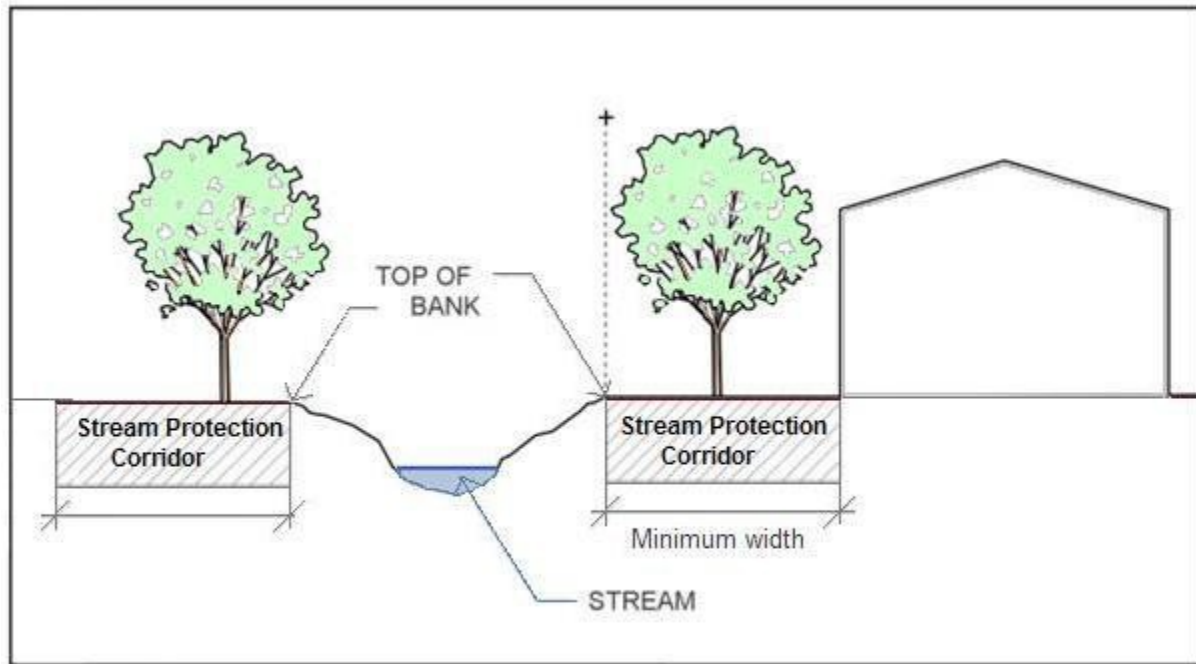 TOP OF
BANK
Stream Protection
Corridor
Stream Protection
Corridor
Minimum width
STREAM